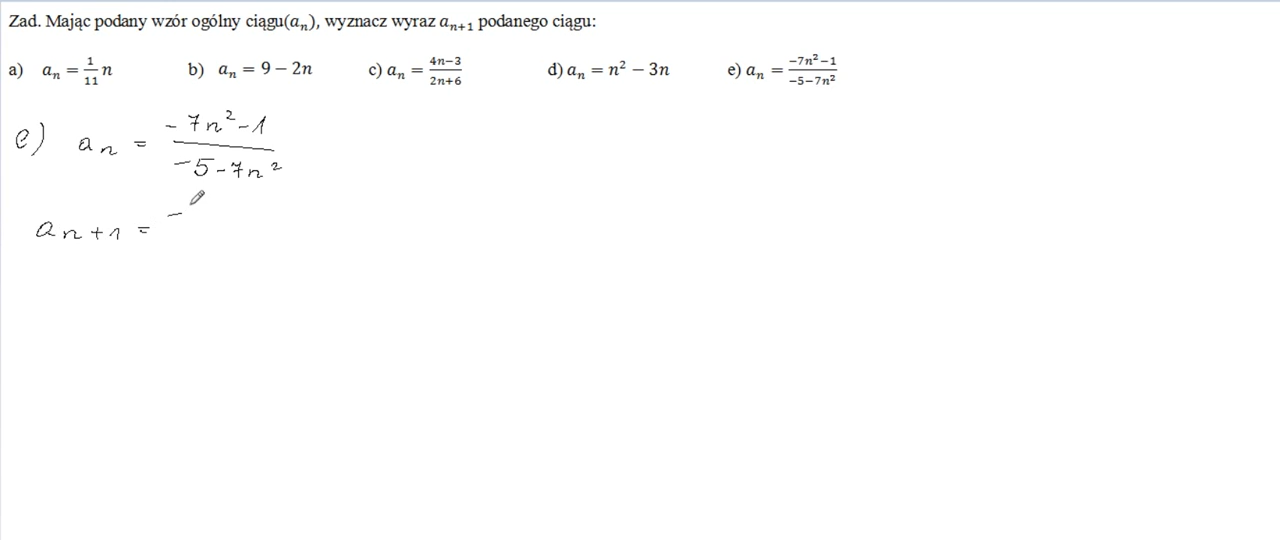 Zad. Mając podany wzór ogólny ciągu(aₙ), wyznacz wyraz aₙ₊₁ podanego ciągu:
a) aₙ = 1/11 n b) aₙ = 9 − 2n c) aₙ = (4n−3)/(2n+6) d) aₙ = n² − 3n e) aₙ = (−7n²−1)/(−5−7n²)
e) aₙ = (−7n²−1)/(−5−7n²)
aₙ₊₁ = −